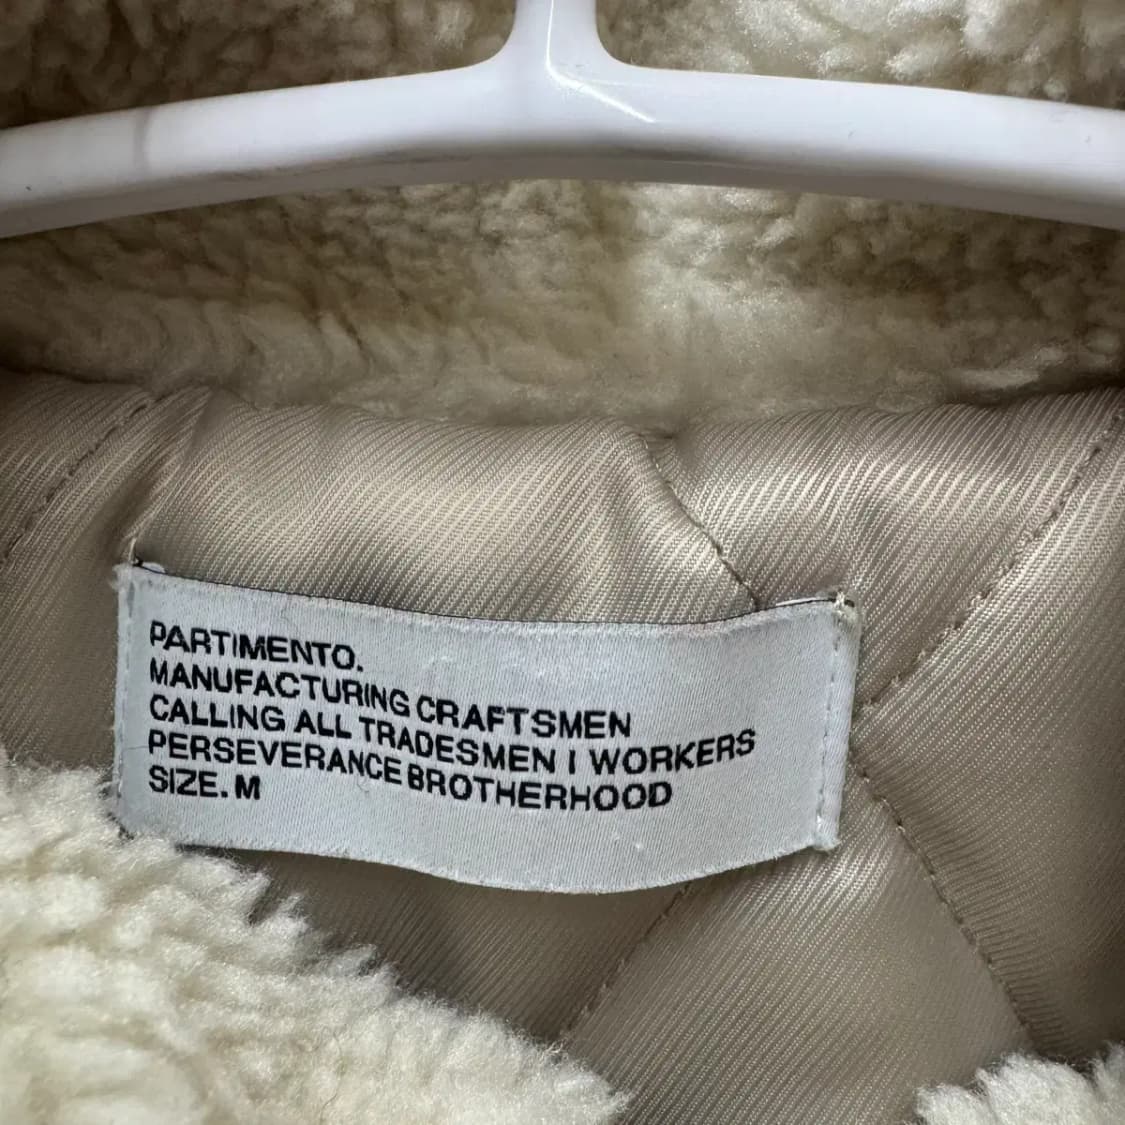 PARTIMENTO.
MANUFACTURING CRAFTSMEN
CALLING ALL TRADESMEN I WORKERS
PERSEVERANCE BROTHERHOOD
SIZE. M